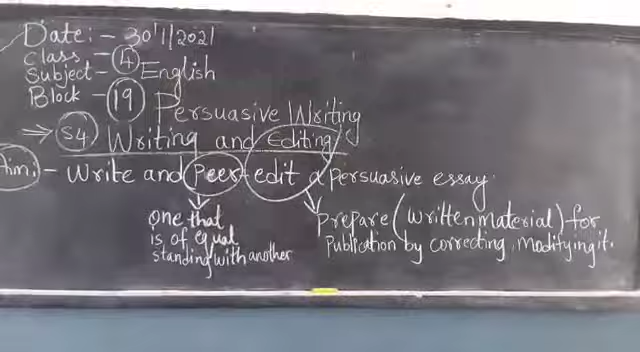 Date:- 30/1/2021
Class - 4
Subject - English
Block - 19 Persuasive Writing
⇒ S4 Writing and Editing
Aim: - Write and Peer-edit a persuasive essay.
One that
is of equal
standing with another
Prepare (written material) for
Publication by correcting, modifying it.